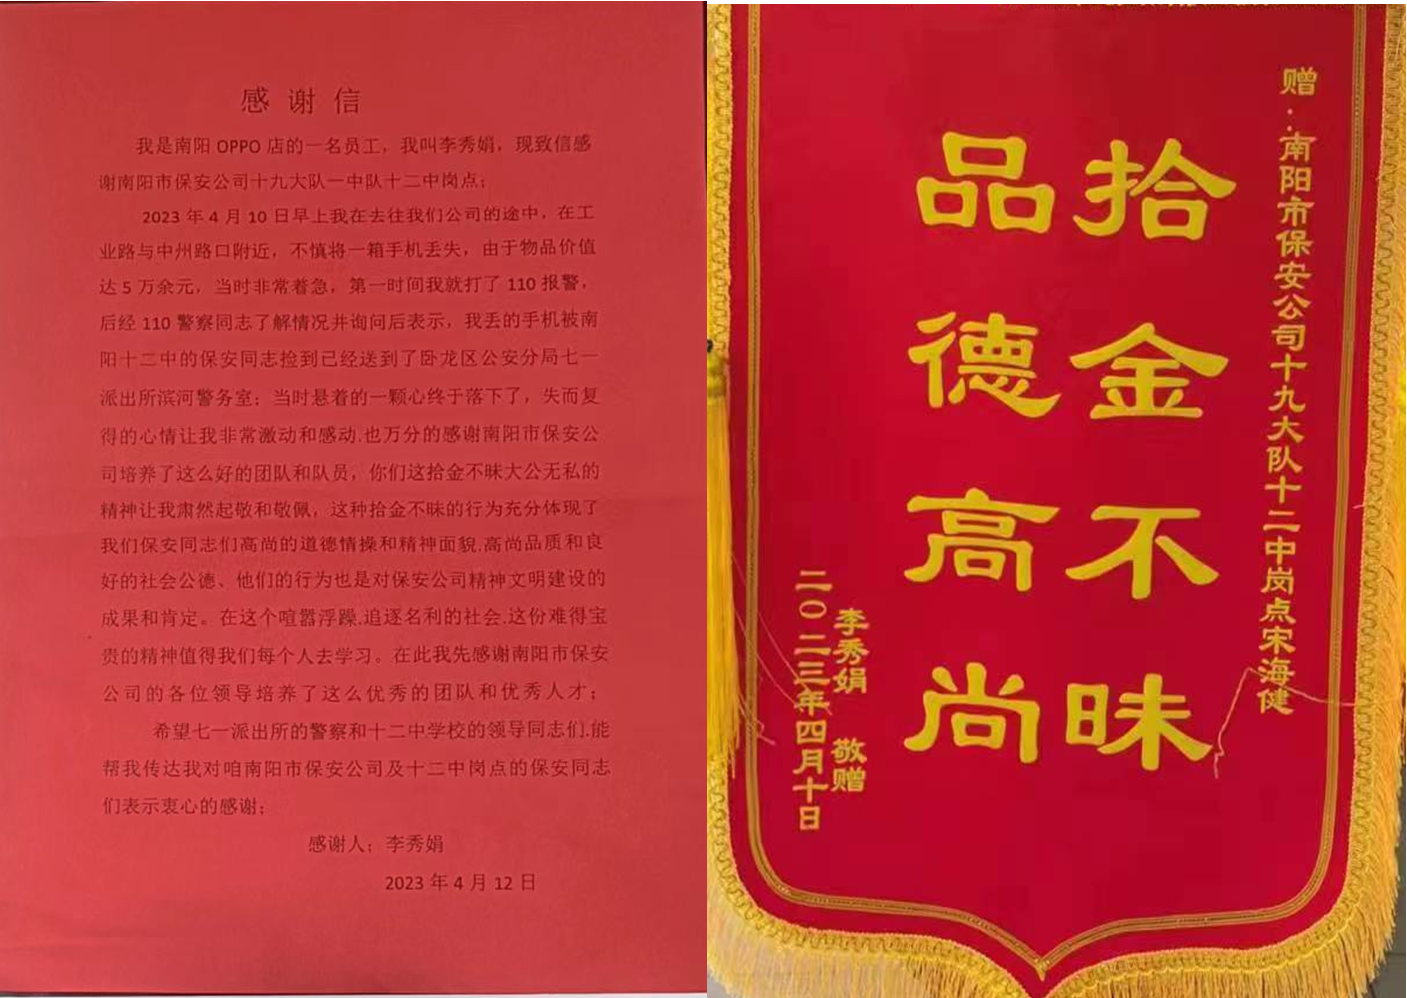 感谢信
我是南阳 OPPO 店的一名员工，我叫李秀娟，现致信感
谢南阳市保安公司十九大队一中队十二中岗点；
2023 年 4 月 10 日早上我在去往我们公司的途中，在工
业路与中州路口附近，不慎将一箱手机丢失，由于物品价值
达 5 万余元，当时非常着急，第一时间我就打了 110 报警，
后经 110 警察同志了解情况并询问后表示，我丢的手机被南
阳十二中的保安同志捡到已经送到了卧龙区公安分局七一
派出所滨河警务室；当时悬着的一颗心终于落下了，失而复
得的心情让我非常激动和感动.也万分的感谢南阳市保安公
司培养了这么好的团队和队员，你们这拾金不昧大公无私的
精神让我肃然起敬和敬佩，这种拾金不昧的行为充分体现了
我们保安同志们高尚的道德情操和精神面貌.高尚品质和良
好的社会公德、他们的行为也是对保安公司精神文明建设的
成果和肯定。在这个喧嚣浮躁.追逐名利的社会.这份难得宝
贵的精神值得我们每个人去学习。在此我先感谢南阳市保安
公司的各位领导培养了这么优秀的团队和优秀人才；
希望七一派出所的警察和十二中学校的领导同志们.能
帮我传达我对咱南阳市保安公司及十二中岗点的保安同志
们表示衷心的感谢；
感谢人：李秀娟
2023 年 4 月 12 日
赠：南阳市保安公司十九大队十二中岗点宋海健
拾金不昧
品德高尚
李秀娟 敬赠
二〇二三年四月十日